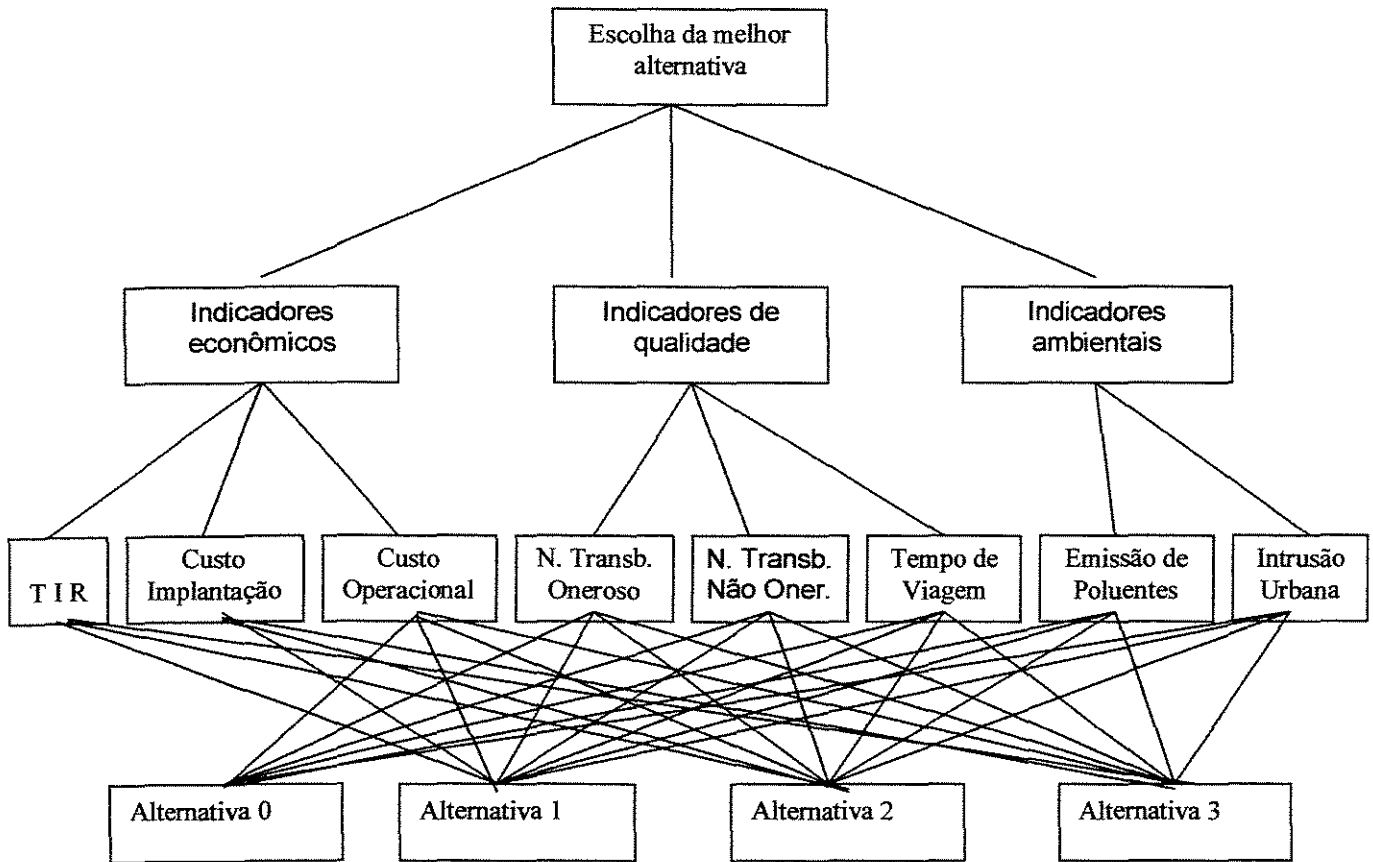 Escolha da melhor
alternativa
Indicadores
econômicos
Indicadores de
qualidade
Indicadores
ambientais
T I R
Custo
Implantação
Custo
Operacional
N. Transb.
Oneroso
N. Transb.
Não Oner.
Tempo de
Viagem
Emissão de
Poluentes
Intrusão
Urbana
Alternativa 0
Alternativa 1
Alternativa 2
Alternativa 3